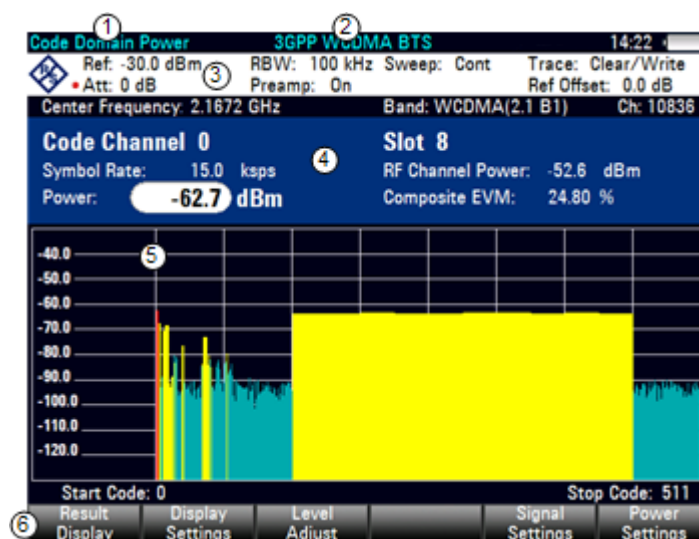 1 2
Code Domain Power 3GPP WCDMA BTS 14:22
Ref: -30.0 dBm 3 RBW: 100 kHz Sweep: Cont Trace: Clear/Write
Att: 0 dB Preamp: On Ref Offset: 0.0 dB
Center Frequency: 2.1672 GHz Band: WCDMA(2.1 B1) Ch: 10836
Code Channel 0 Slot 8
Symbol Rate: 15.0 ksps 4 RF Channel Power: -52.6 dBm
Power: -62.7 dBm Composite EVM: 24.80 %
5
-40.0
-50.0
-60.0
-70.0
-80.0
-90.0
-100.0
-110.0
-120.0
Start Code: 0 Stop Code: 511
6 Result Display Level Signal Power
Display Settings Adjust Settings Settings